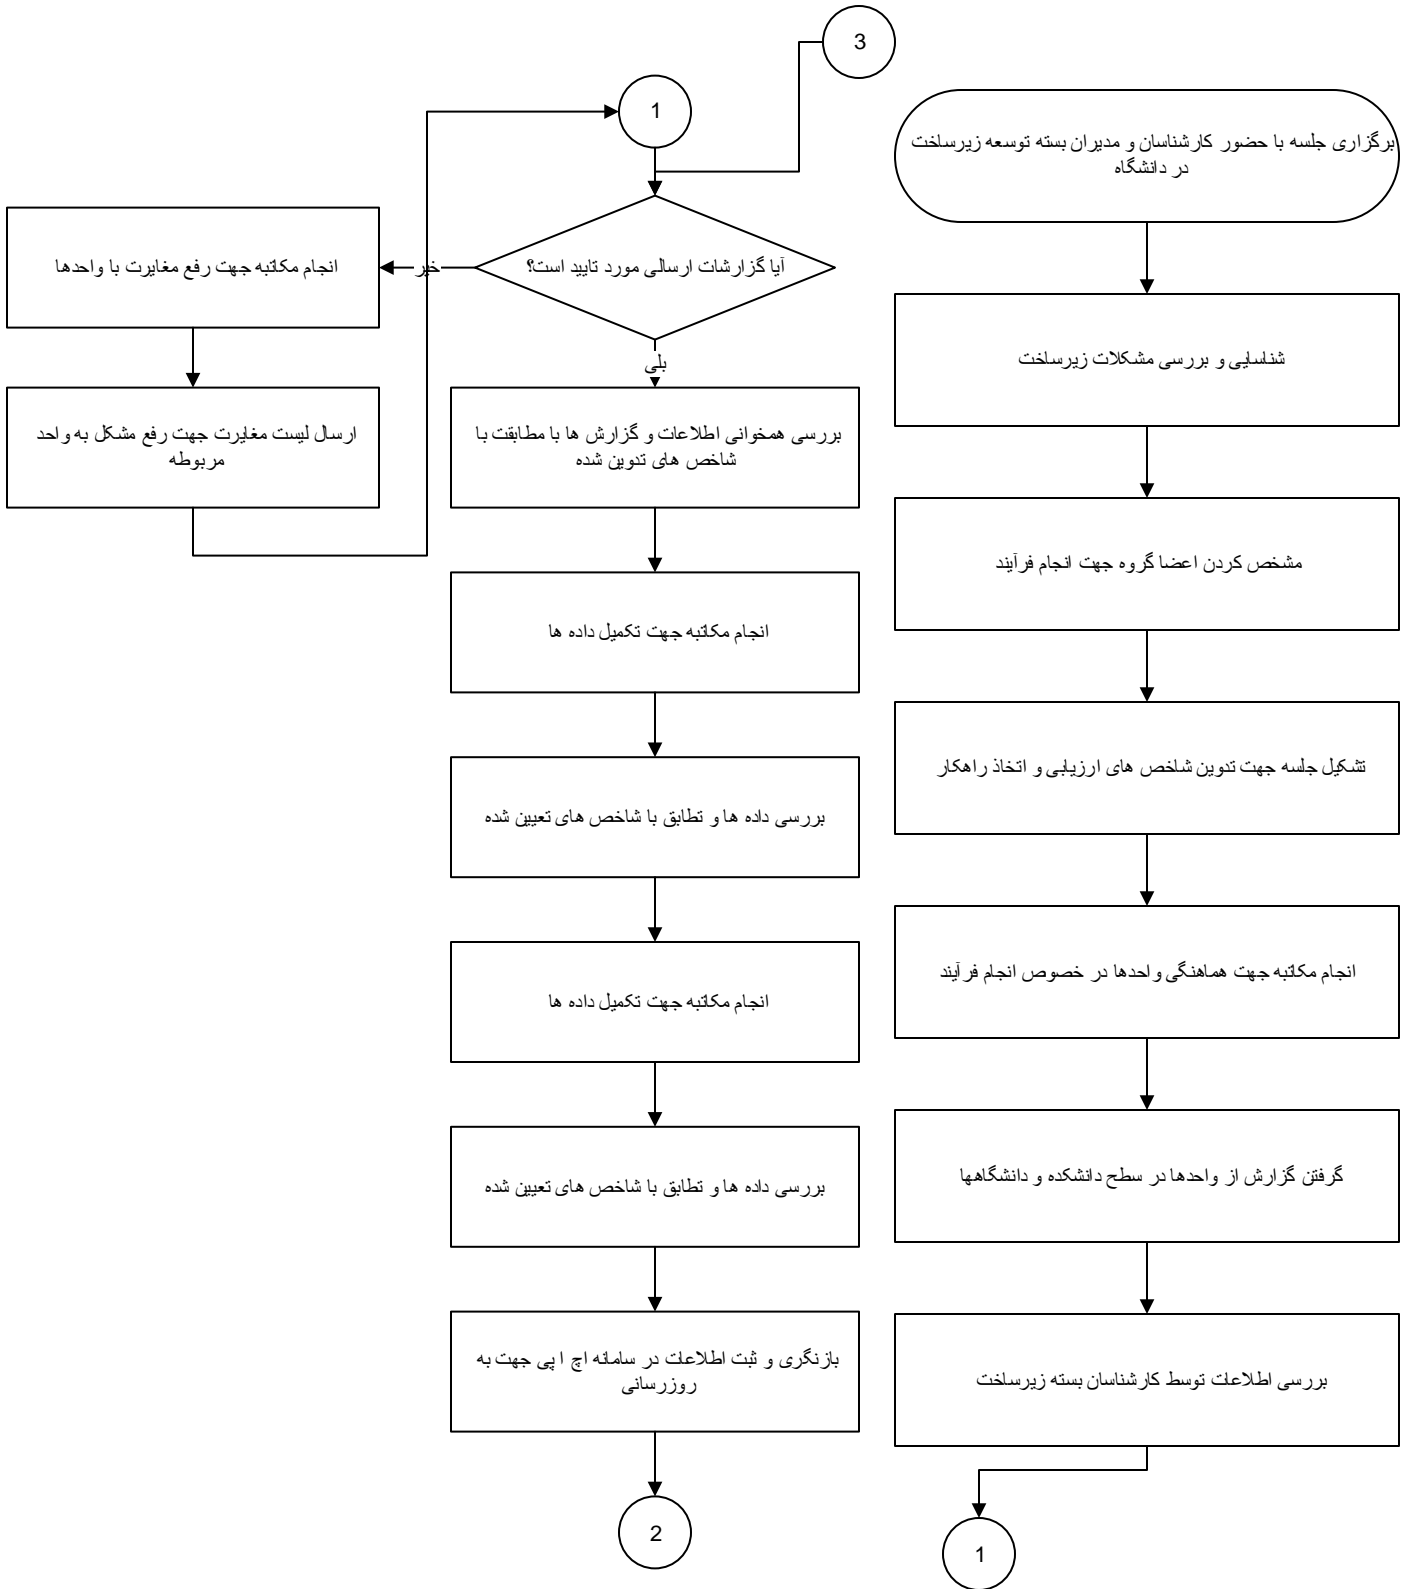 برگزاری جلسه با حضور کارشناسان و مدیران بسته توسعه زیرساخت
در دانشگاه
شناسایی و بررسی مشکلات زیرساخت
مشخص کردن اعضا گروه جهت انجام فرآیند
تشکیل جلسه جهت تدوین شاخص های ارزیابی و اتخاذ راهکار
انجام مکاتبه جهت هماهنگی واحدها در خصوص انجام فرآیند
گرفتن گزارش از واحدها در سطح دانشکده و دانشگاهها
بررسی اطلاعات توسط کارشناسان بسته زیرساخت
1
3
1
آیا گزارشات ارسالی مورد تایید است؟
خیر
انجام مکاتبه جهت رفع مغایرت با واحدها
ارسال لیست مغایرت جهت رفع مشکل به واحد
مربوطه
بلی
بررسی همخوانی اطلاعات و گزارش ها با مطابقت با
شاخص های تدوین شده
انجام مکاتبه جهت تکمیل داده ها
بررسی داده ها و تطابق با شاخص های تعیین شده
انجام مکاتبه جهت تکمیل داده ها
بررسی داده ها و تطابق با شاخص های تعیین شده
بازنگری و ثبت اطلاعات در سامانه اچ ا پی جهت به
روزرسانی
2